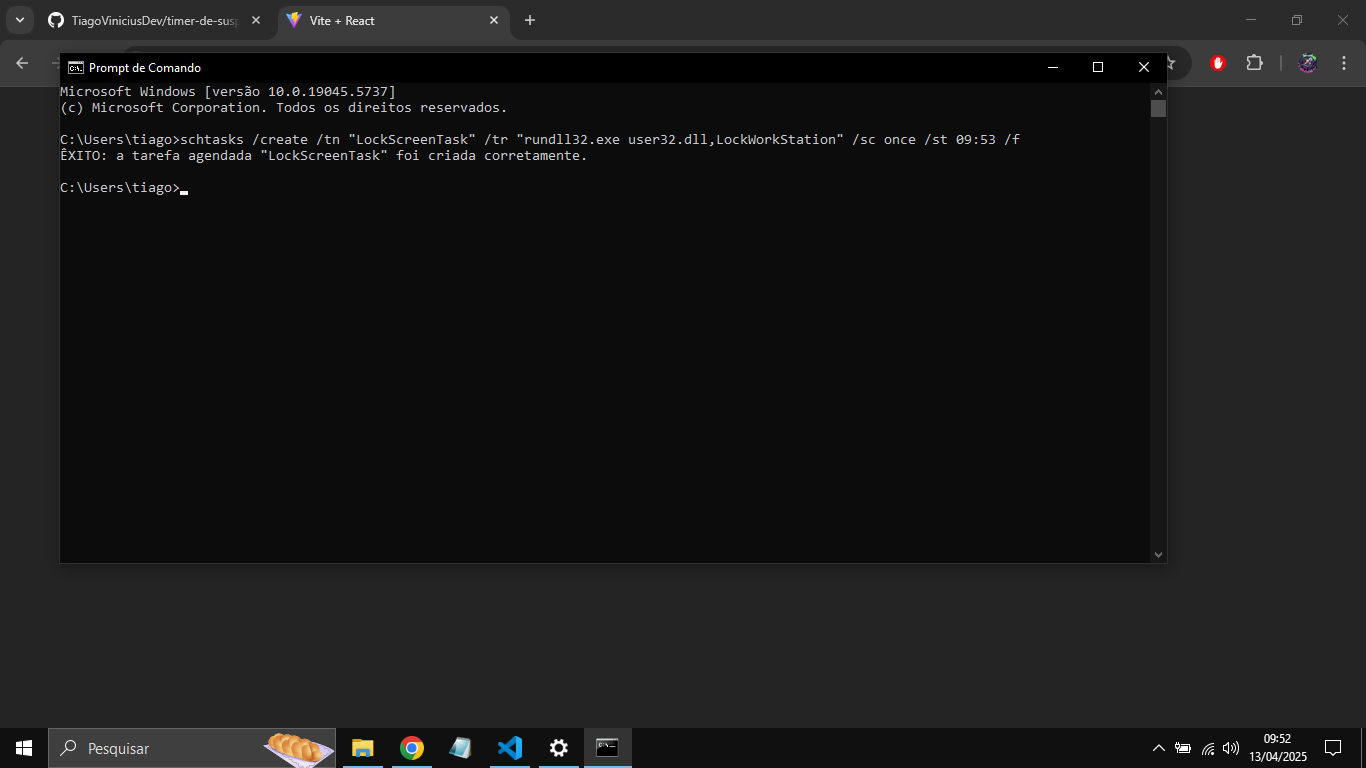 TiagoViniciusDev/timer-de-susp
Vite + React
Prompt de Comando
Microsoft Windows [versão 10.0.19045.5737]
(c) Microsoft Corporation. Todos os direitos reservados.
C:\Users\tiago>schtasks /create /tn "LockScreenTask" /tr "rundll32.exe user32.dll,LockWorkStation" /sc once /st 09:53 /f
ÊXITO: a tarefa agendada "LockScreenTask" foi criada corretamente.
C:\Users\tiago>
Pesquisar
09:52
13/04/2025